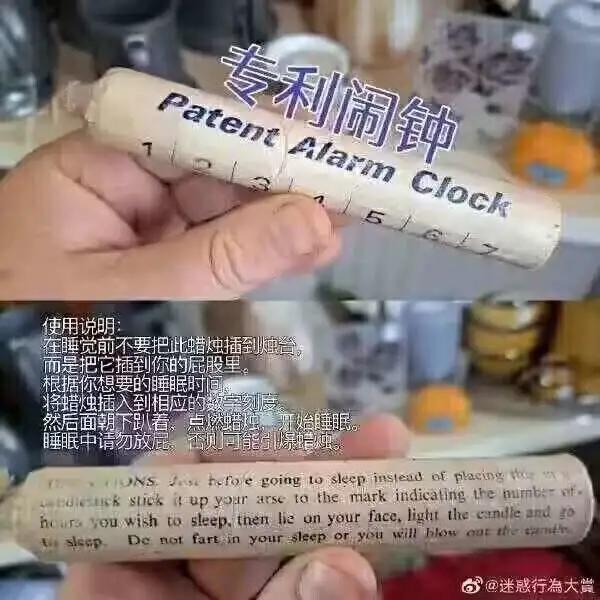 专利闹钟
Patent Alarm Clock
1 2 3 4 5 6 7
使用说明:
在睡觉前不要把此蜡烛插到烛台,
而是把它插到你的屁股里。
根据你想要的睡眠时间。
将蜡烛插入到相应的数字刻度。
然后面朝下趴着、点燃蜡烛、开始睡眠。
睡眠中请勿放屁、否则可能引爆蜡烛。
Just before going to sleep instead of placing
candlestick stick it up your arse to the mark indicating the number of
hours you wish to sleep, then lie on your face, light the candle and go
to sleep. Do not fart in your sleep or you will blow out the candle.
@迷惑行為大賞